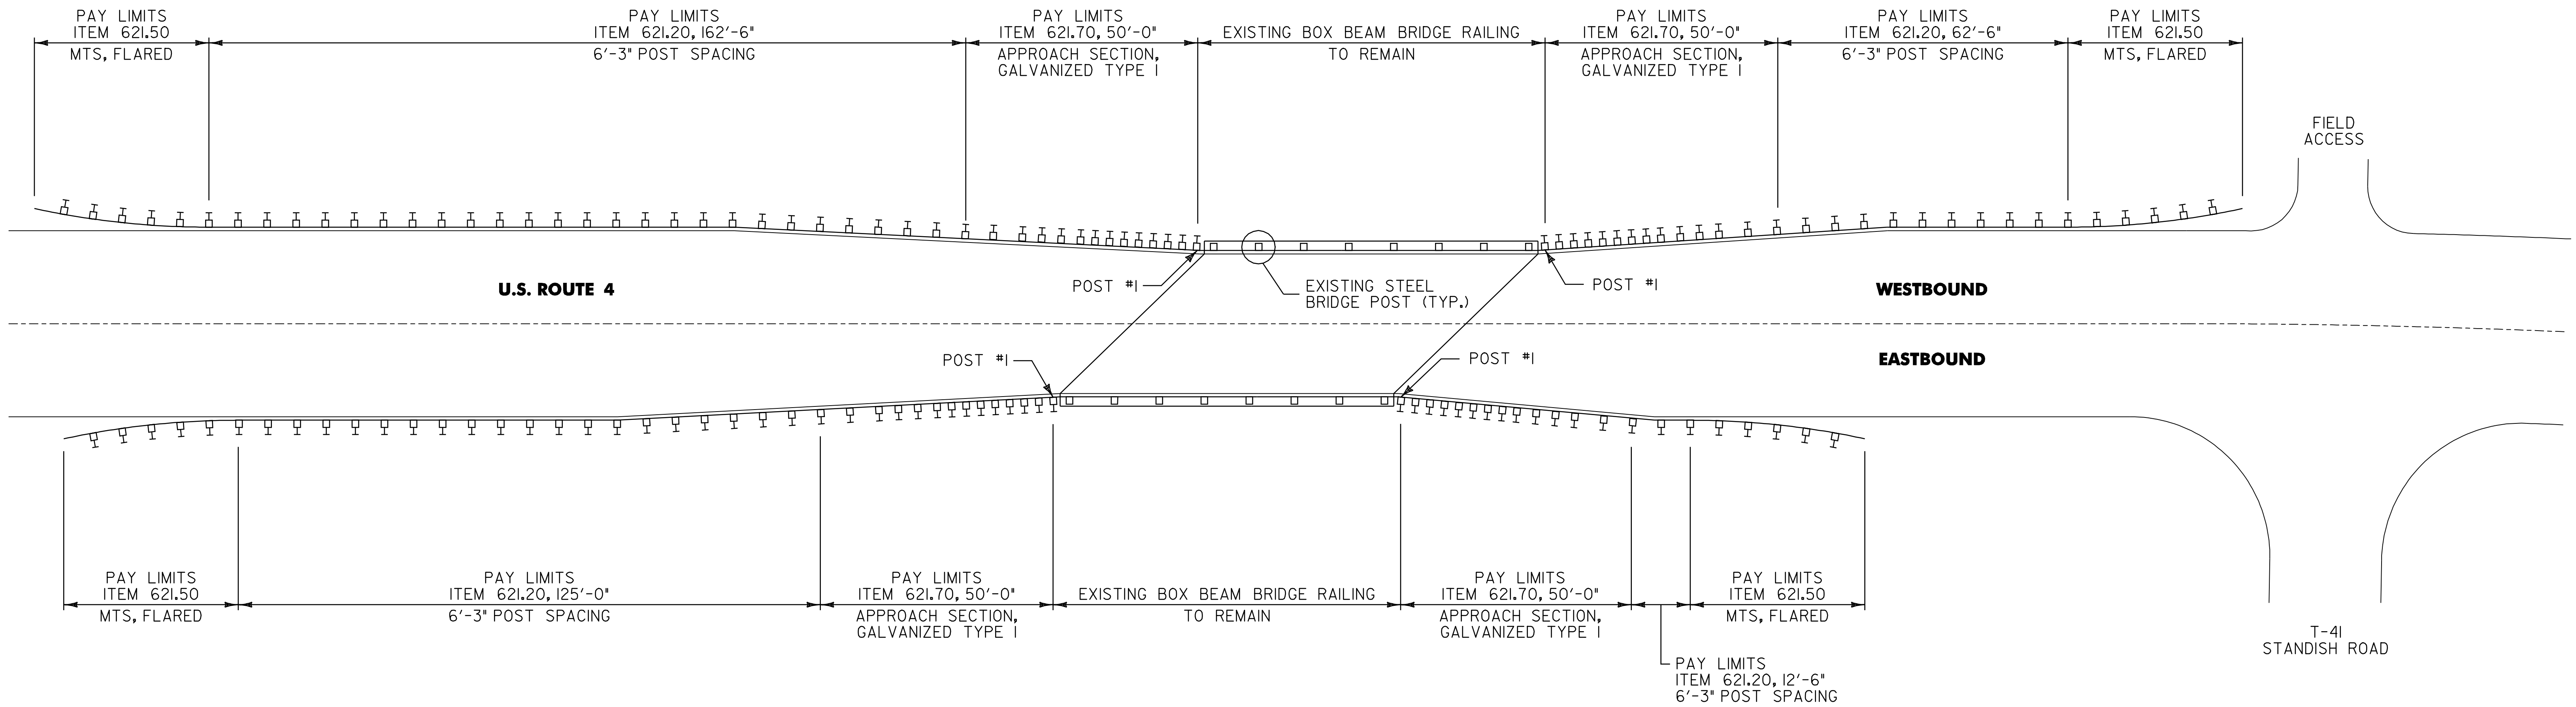 PAY LIMITS
ITEM 621.50
MTS, FLARED
PAY LIMITS
ITEM 621.20, 162'-6"
6'-3" POST SPACING
PAY LIMITS
ITEM 621.70, 50'-0"
APPROACH SECTION,
GALVANIZED TYPE I
EXISTING BOX BEAM BRIDGE RAILING
TO REMAIN
PAY LIMITS
ITEM 621.70, 50'-0"
APPROACH SECTION,
GALVANIZED TYPE I
PAY LIMITS
ITEM 621.20, 62'-6"
6'-3" POST SPACING
PAY LIMITS
ITEM 621.50
MTS, FLARED
FIELD
ACCESS
POST #1
EXISTING STEEL
BRIDGE POST (TYP.)
POST #1
U.S. ROUTE 4
WESTBOUND
POST #1
POST #1
EASTBOUND
PAY LIMITS
ITEM 621.50
MTS, FLARED
PAY LIMITS
ITEM 621.20, 125'-0"
6'-3" POST SPACING
PAY LIMITS
ITEM 621.70, 50'-0"
APPROACH SECTION,
GALVANIZED TYPE I
EXISTING BOX BEAM BRIDGE RAILING
TO REMAIN
PAY LIMITS
ITEM 621.70, 50'-0"
APPROACH SECTION,
GALVANIZED TYPE I
PAY LIMITS
ITEM 621.50
MTS, FLARED
PAY LIMITS
ITEM 621.20, 12'-6"
6'-3" POST SPACING
T-41
STANDISH ROAD